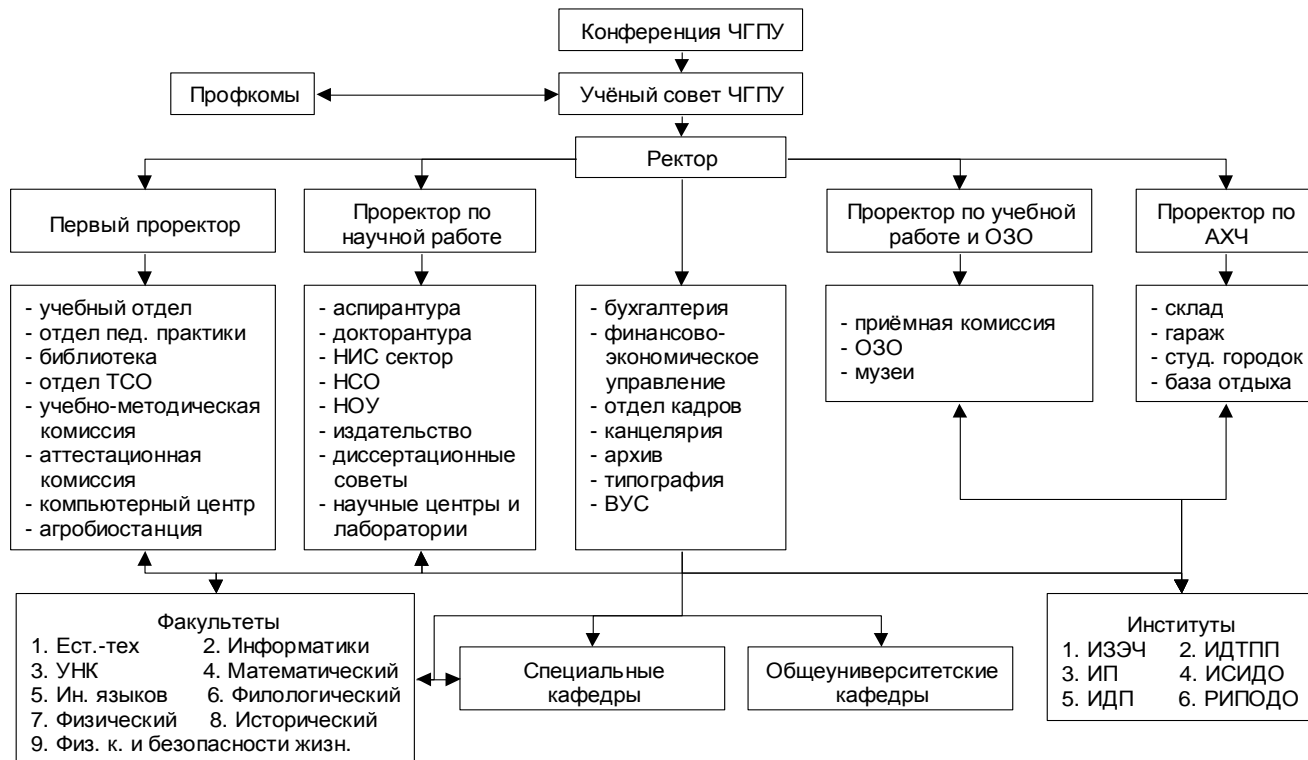 Конференция ЧГПУ
Профкомы
Учёный совет ЧГПУ
Ректор
Первый проректор
Проректор по
научной работе
Проректор по учебной
работе и ОЗО
Проректор по
АХЧ
- учебный отдел
- отдел пед. практики
- библиотека
- отдел ТСО
- учебно-методическая
комиссия
- аттестационная
комиссия
- компьютерный центр
- агробиостанция
- аспирантура
- докторантура
- НИС сектор
- НСО
- НОУ
- издательство
- диссертационные
советы
- научные центры и
лаборатории
- бухгалтерия
- финансово-
экономическое
управление
- отдел кадров
- канцелярия
- архив
- типография
- ВУС
- приёмная комиссия
- ОЗО
- музеи
- склад
- гараж
- студ. городок
- база отдыха
Факультеты
1. Ест.-тех 2. Информатики
3. УНК 4. Математический
5. Ин. языков 6. Филологический
7. Физический 8. Исторический
9. Физ. к. и безопасности жизн.
Специальные
кафедры
Общеуниверситетские
кафедры
Институты
1. ИЗЭЧ 2. ИДТПП
3. ИП 4. ИСИДО
5. ИДП 6. РИПОДО